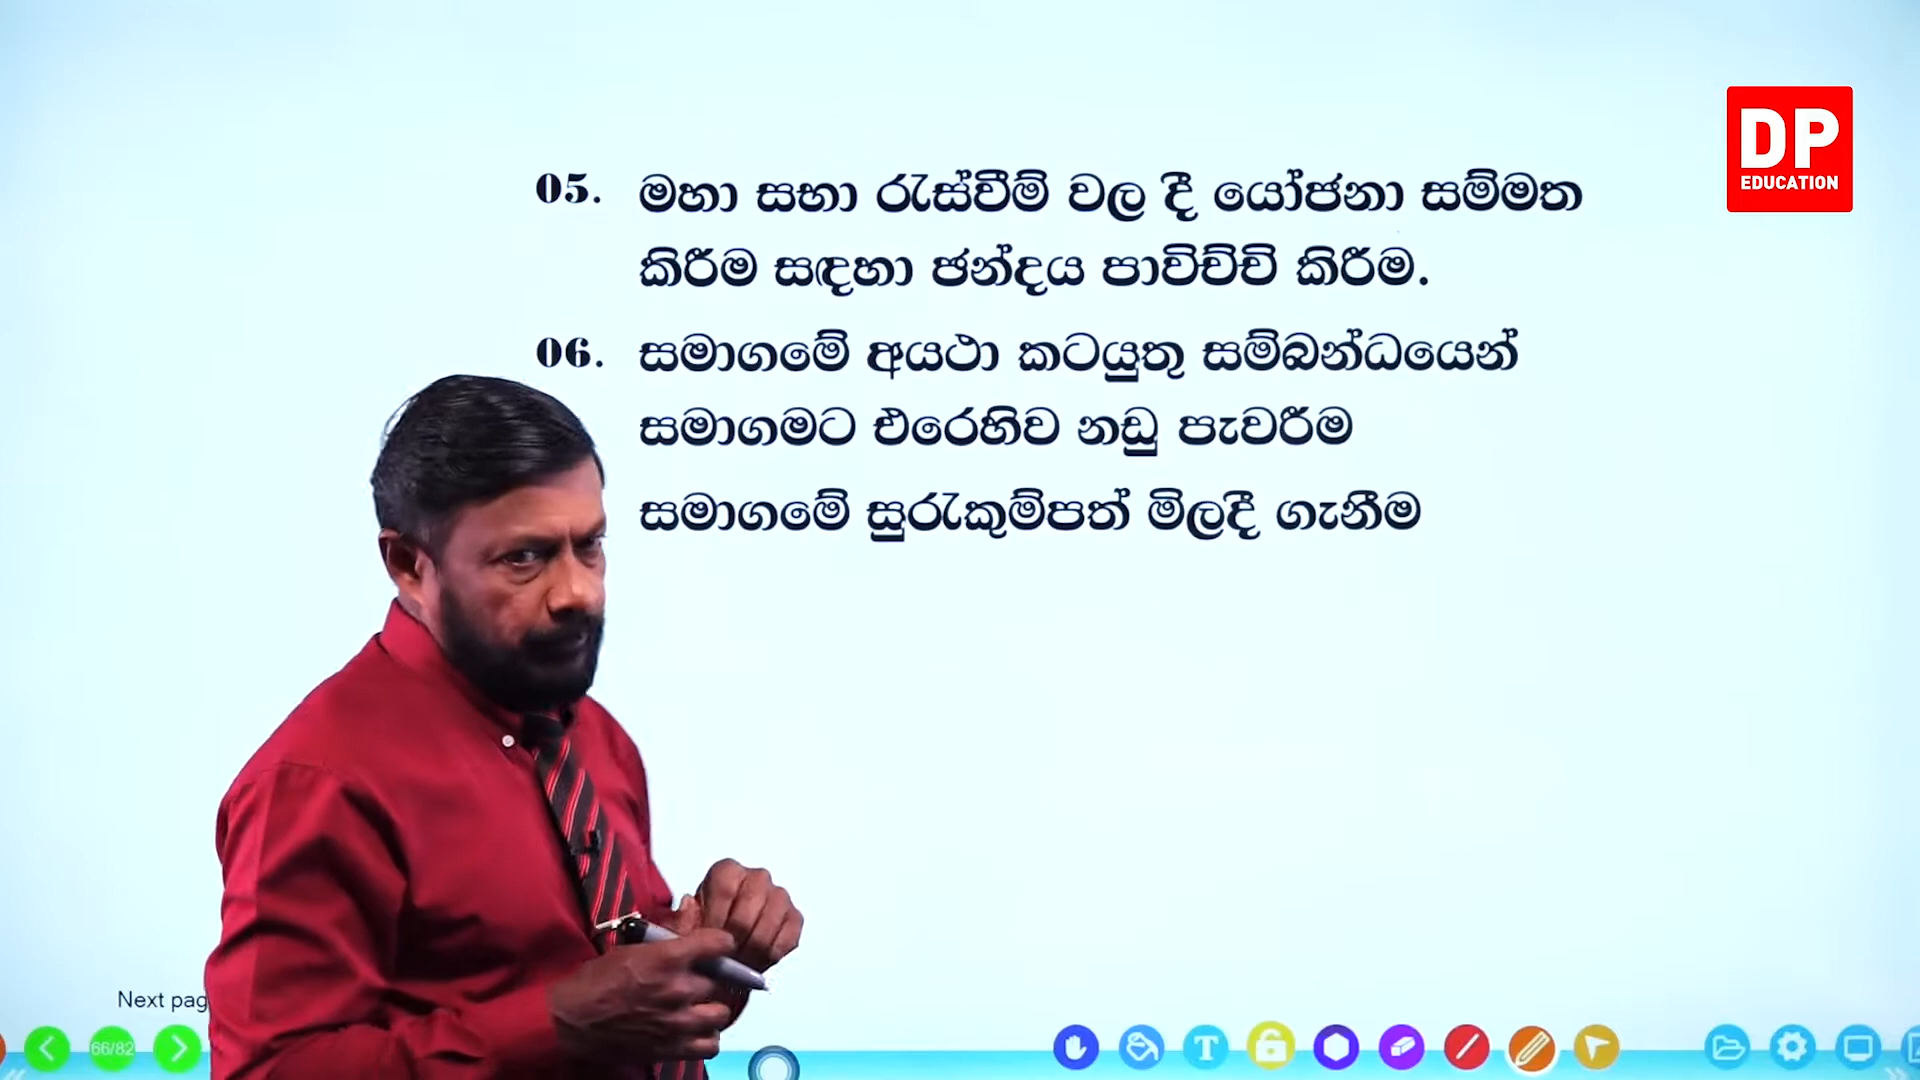 DP
EDUCATION
05. මහා සභා රැස්වීම් වල දී යෝජනා සම්මත
කිරීම සඳහා ඡන්දය පාවිච්චි කිරීම.
06. සමාගමේ අයථා කටයුතු සම්බන්ධයෙන්
සමාගමට එරෙහිව නඩු පැවරීම
සමාගමේ සුරැකුම්පත් මිලදී ගැනීම
Next pag
66/82
T